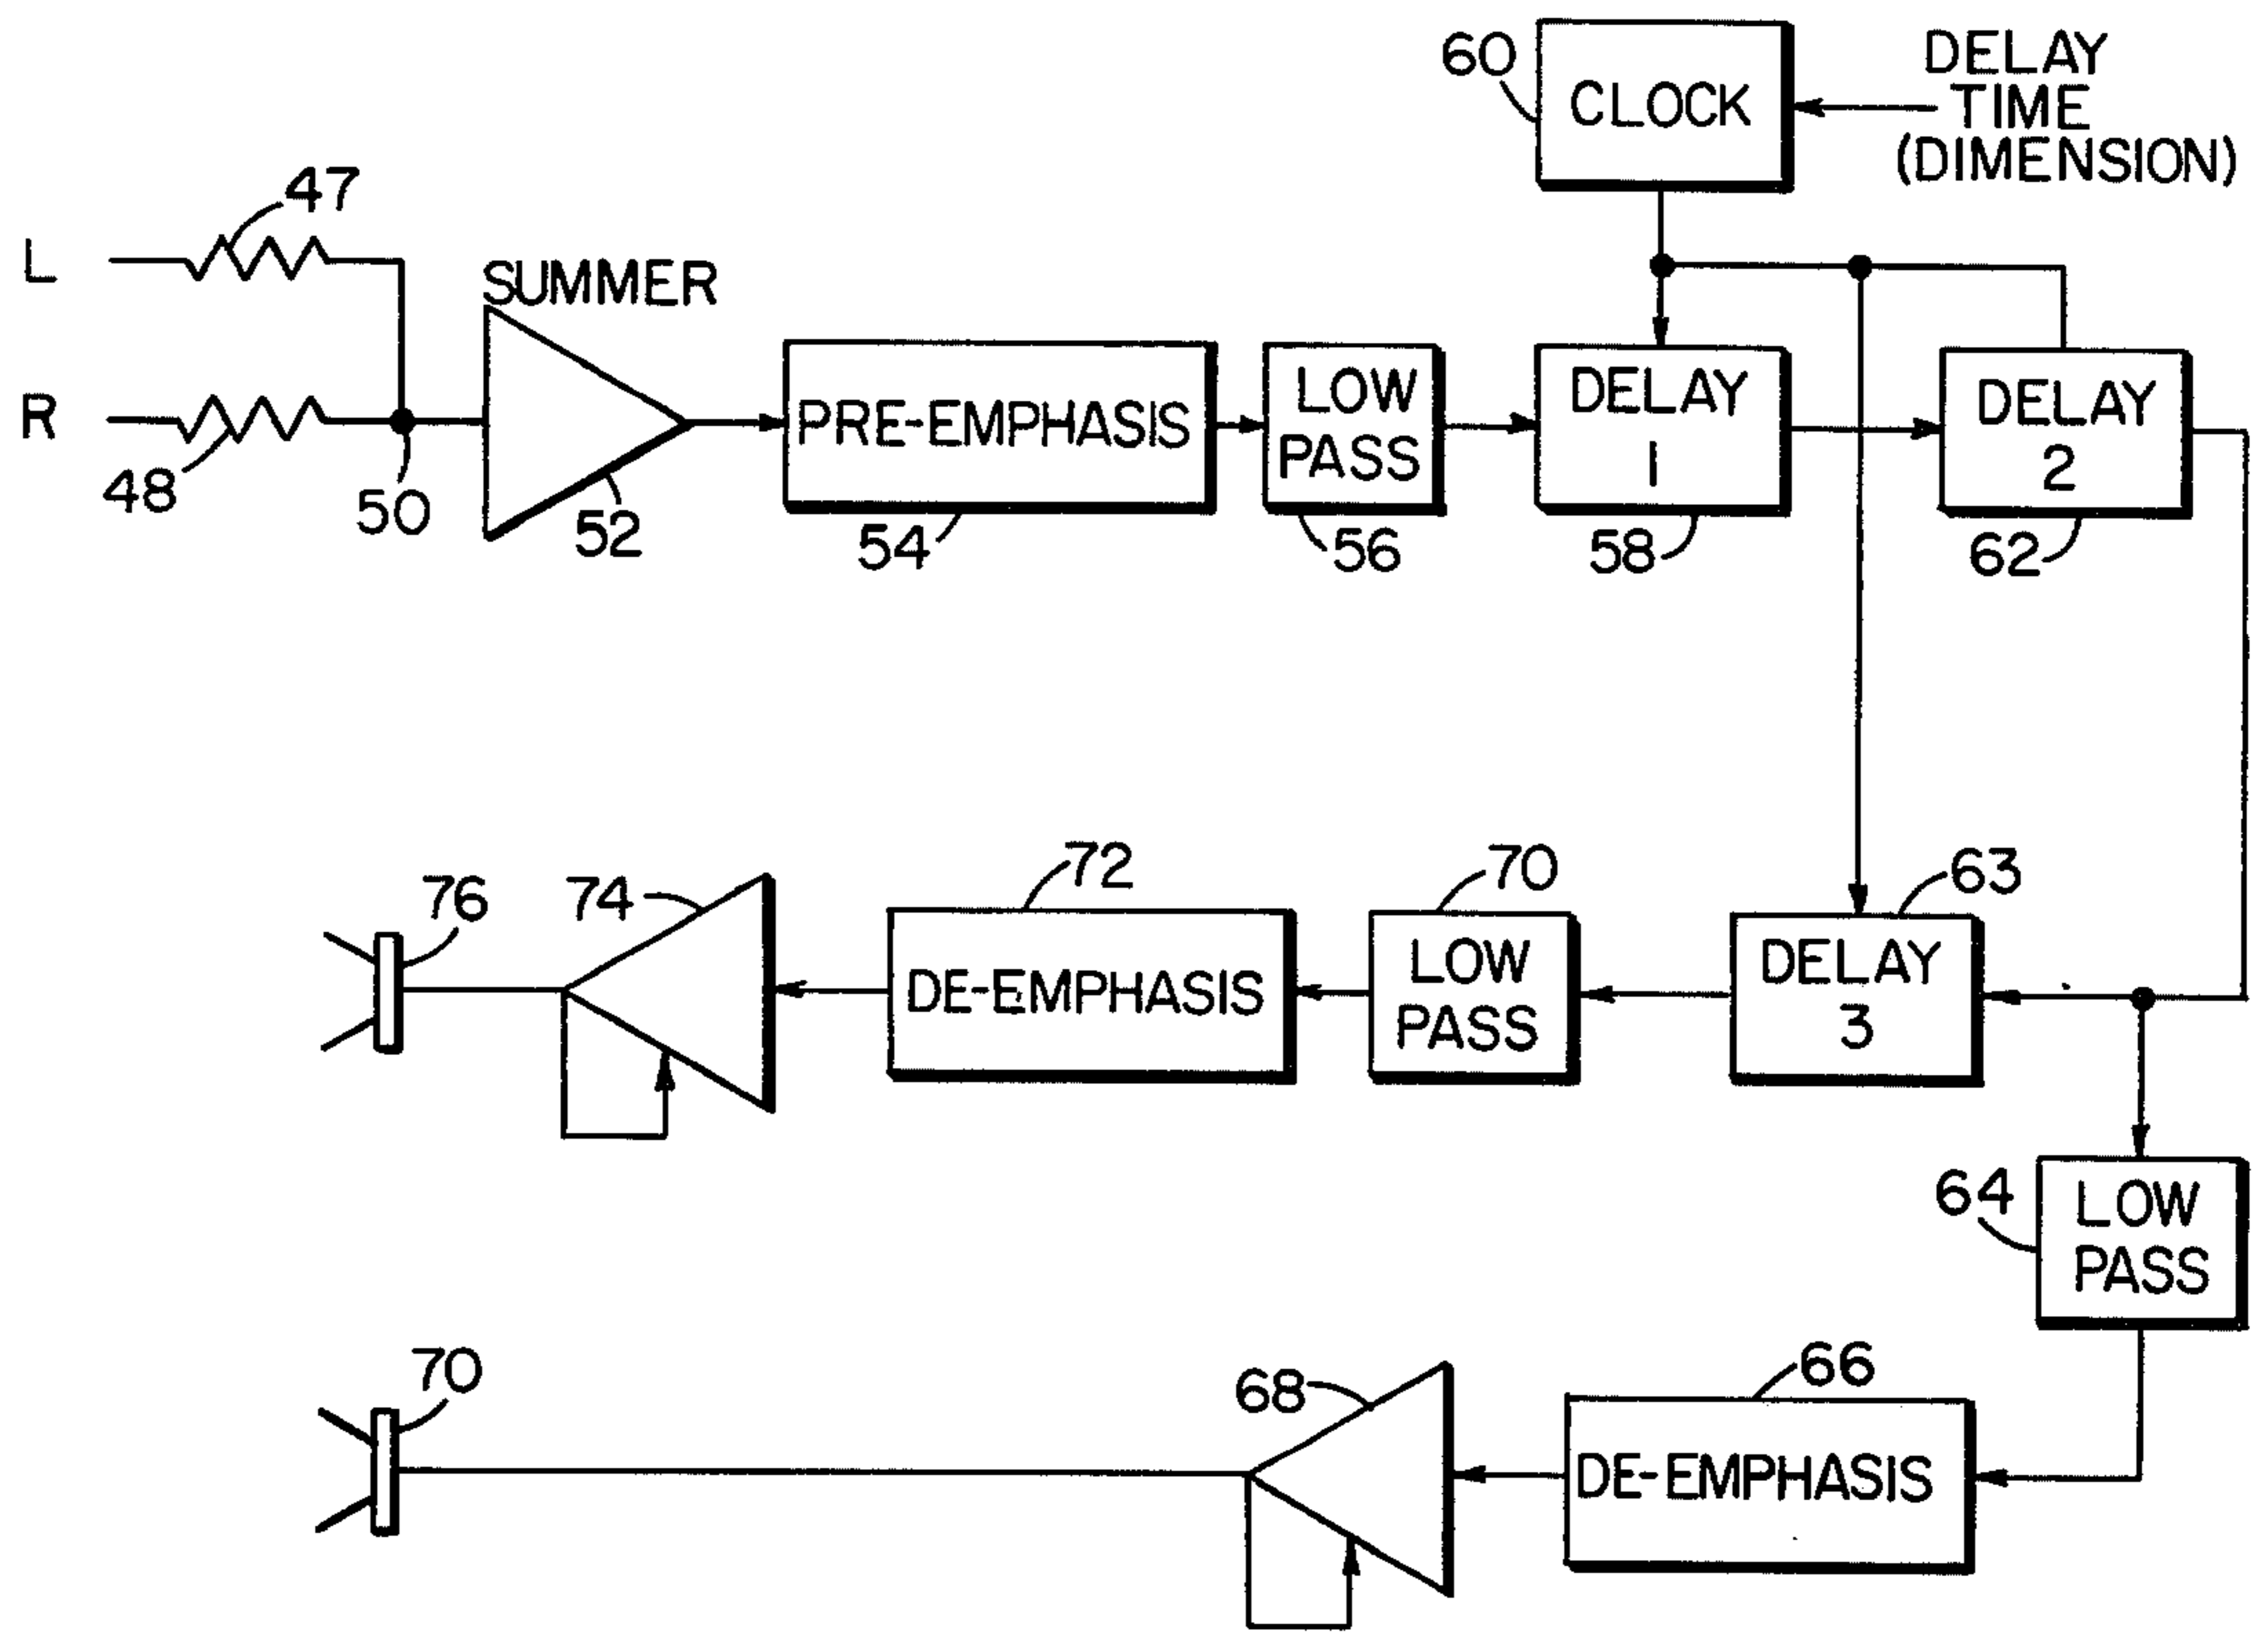 60
CLOCK
DELAY
TIME
(DIMENSION)
47
L
SUMMER
R
48
50
52
PRE-EMPHASIS
54
LOW
PASS
56
DELAY
1
58
DELAY
2
62
76
74
72
DE-EMPHASIS
70
LOW
PASS
63
DELAY
3
64
LOW
PASS
70
68
66
DE-EMPHASIS